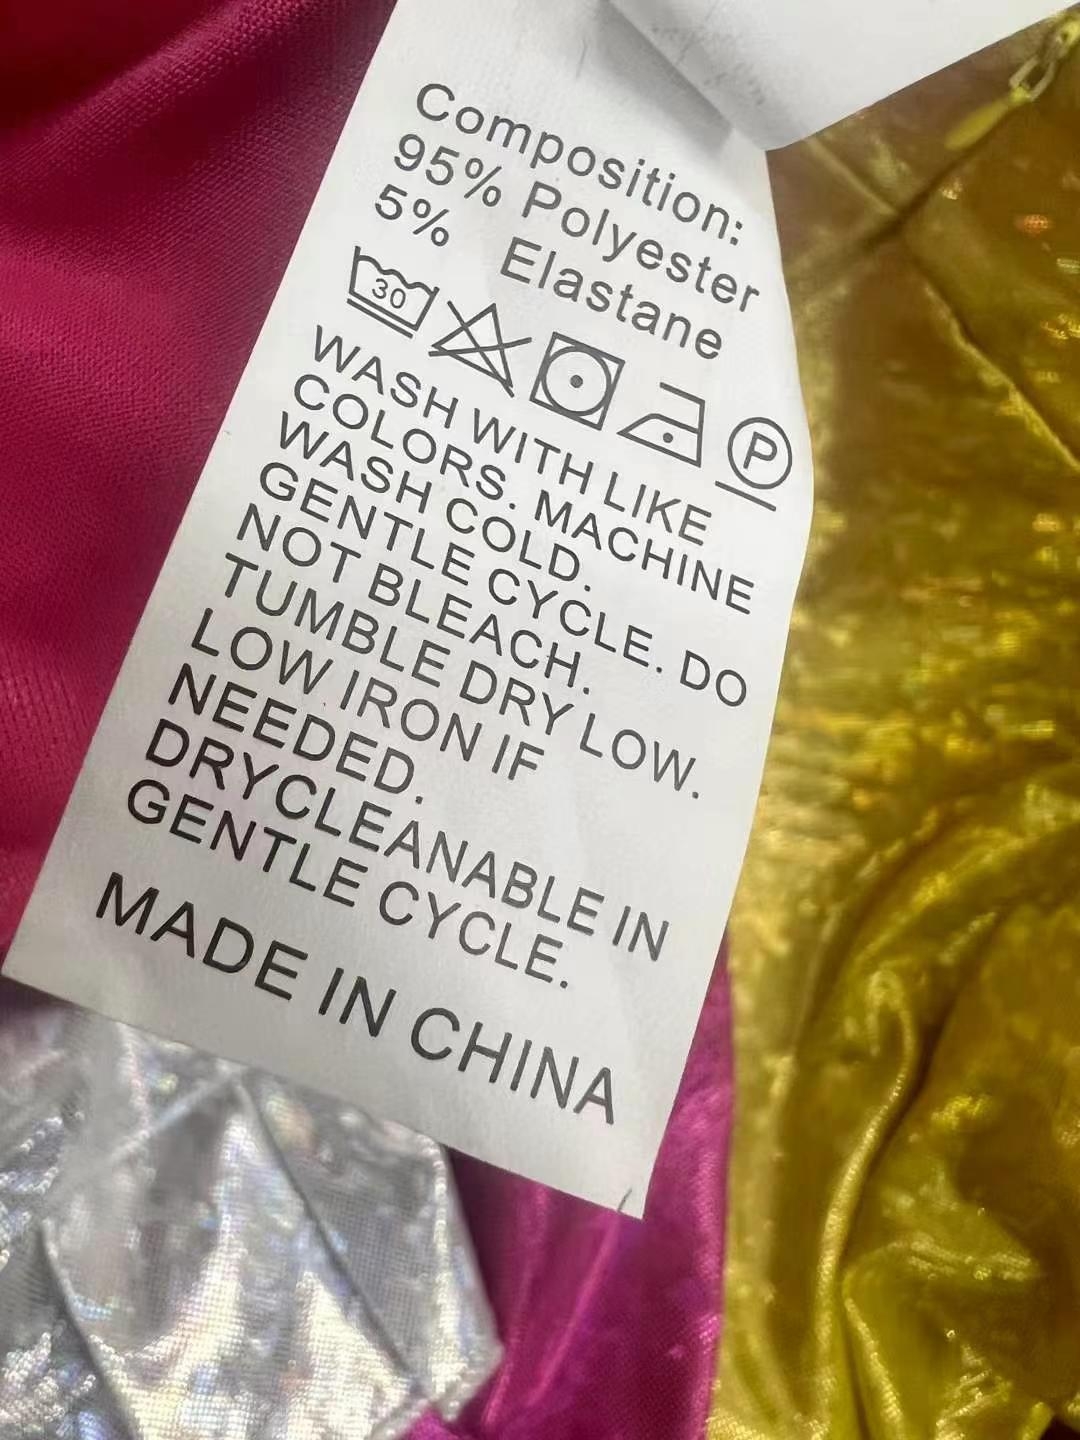 Composition:
95% Polyester
5% Elastane
30
P
WASH WITH LIKE
COLORS. MACHINE
WASH COLD.
GENTLE CYCLE. DO
NOT BLEACH.
TUMBLE DRY LOW.
LOW IRON IF
NEEDED.
DRYCLEANABLE IN
GENTLE CYCLE.
MADE IN CHINA